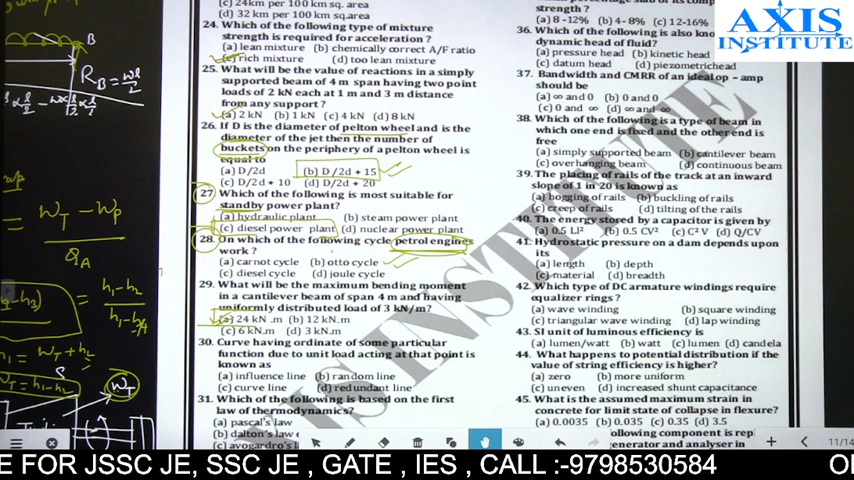 (c) 24km per 100 km sq. area
(d) 32 km per 100 km sq.area
24. Which of the following type of mixture
strength is required for acceleration ?
(a) lean mixture (b) chemically correct A/F ratio
(c) rich mixture (d) too lean mixture
25. What will be the value of reactions in a simply
supported beam of 4 m span having two point
loads of 2 kN each at 1 m and 3 m distance
from any support ?
(a) 2 kN (b) 1 kN (c) 4 kN (d) 8 kN
26. If D is the diameter of pelton wheel and is the
diameter of the jet then the number of
buckets on the periphery of a pelton wheel is
equal to
(a) D/2d (b) D/2d + 15
(c) D/2d + 10 (d) D/2d + 20
27. Which of the following is most suitable for
standby power plant?
(a) hydraulic plant (b) steam power plant
(c) diesel power plant (d) nuclear power plant
28. On which of the following cycle petrol engines
work ?
(a) carnot cycle (b) otto cycle
(c) diesel cycle (d) joule cycle
29. What will be the maximum bending moment
in a cantilever beam of span 4 m and having
uniformly distributed load of 3 kN/m?
(a) 24 kN .m (b) 12 kN.m
(c) 6 kN.m (d) 3 kN.m
30. Curve having ordinate of some particular
function due to unit load acting at that point is
known as
(a) influence line (b) random line
(c) curve line (d) redundant line
31. Which of the following is based on the first
law of thermodynamics?
(a) pascal's law
(b) dalton's law
(c) avogardro's l
strength ?
(a) 8 -12% (b) 4- 8% (c) 12-16%
36. Which of the following is also known
dynamic head of fluid?
(a) pressure head (b) kinetic head
(c) datum head (d) piezometrichead
37. Bandwidth and CMRR of an ideal op - amp
should be
(a) ∞ and 0 (b) 0 and 0
(c) 0 and ∞ (d) ∞ and ∞
38. Which of the following is a type of beam in
which one end is fixed and the other end is
free
(a) simply supported beam (b) cantilever beam
(c) overhanging beam (d) continuous beam
39. The placing of rails of the track at an inward
slope of 1 in 20 is known as
(a) hogging of rails (b) buckling of rails
(c) creep of rails (d) tilting of the rails
40. The energy stored by a capacitor is given by
(a) 0.5 LI² (b) 0.5 CV² (c) C² V (d) Q/CV
41. Hydrostatic pressure on a dam depends upon
its
(a) length (b) depth
(c) material (d) breadth
42. Which type of DC armature windings require
equalizer rings ?
(a) wave winding (b) square winding
(c) triangular wave winding (d) lap winding
43. SI unit of luminous efficiency is
(a) lumen/watt (b) watt (c) lumen (d) candela
44. What happens to potential distribution if the
value of string efficiency is higher?
(a) zero (b) more uniform
(c) uneven (d) increased shunt capacitance
45. What is the assumed maximum strain in
concrete for limit state of collapse in flexure?
(a) 0.0035 (b) 0.035 (c) 0.35 (d) 3.5
following component is rep
generator and analyser in
AXIS
INSTITUTE
B
= WT - Wp
QA
= h1-h2
WT = h1-h2
S
WT
11/14
E FOR JSSC JE, SSC JE , GATE , IES , CALL :-9798530584